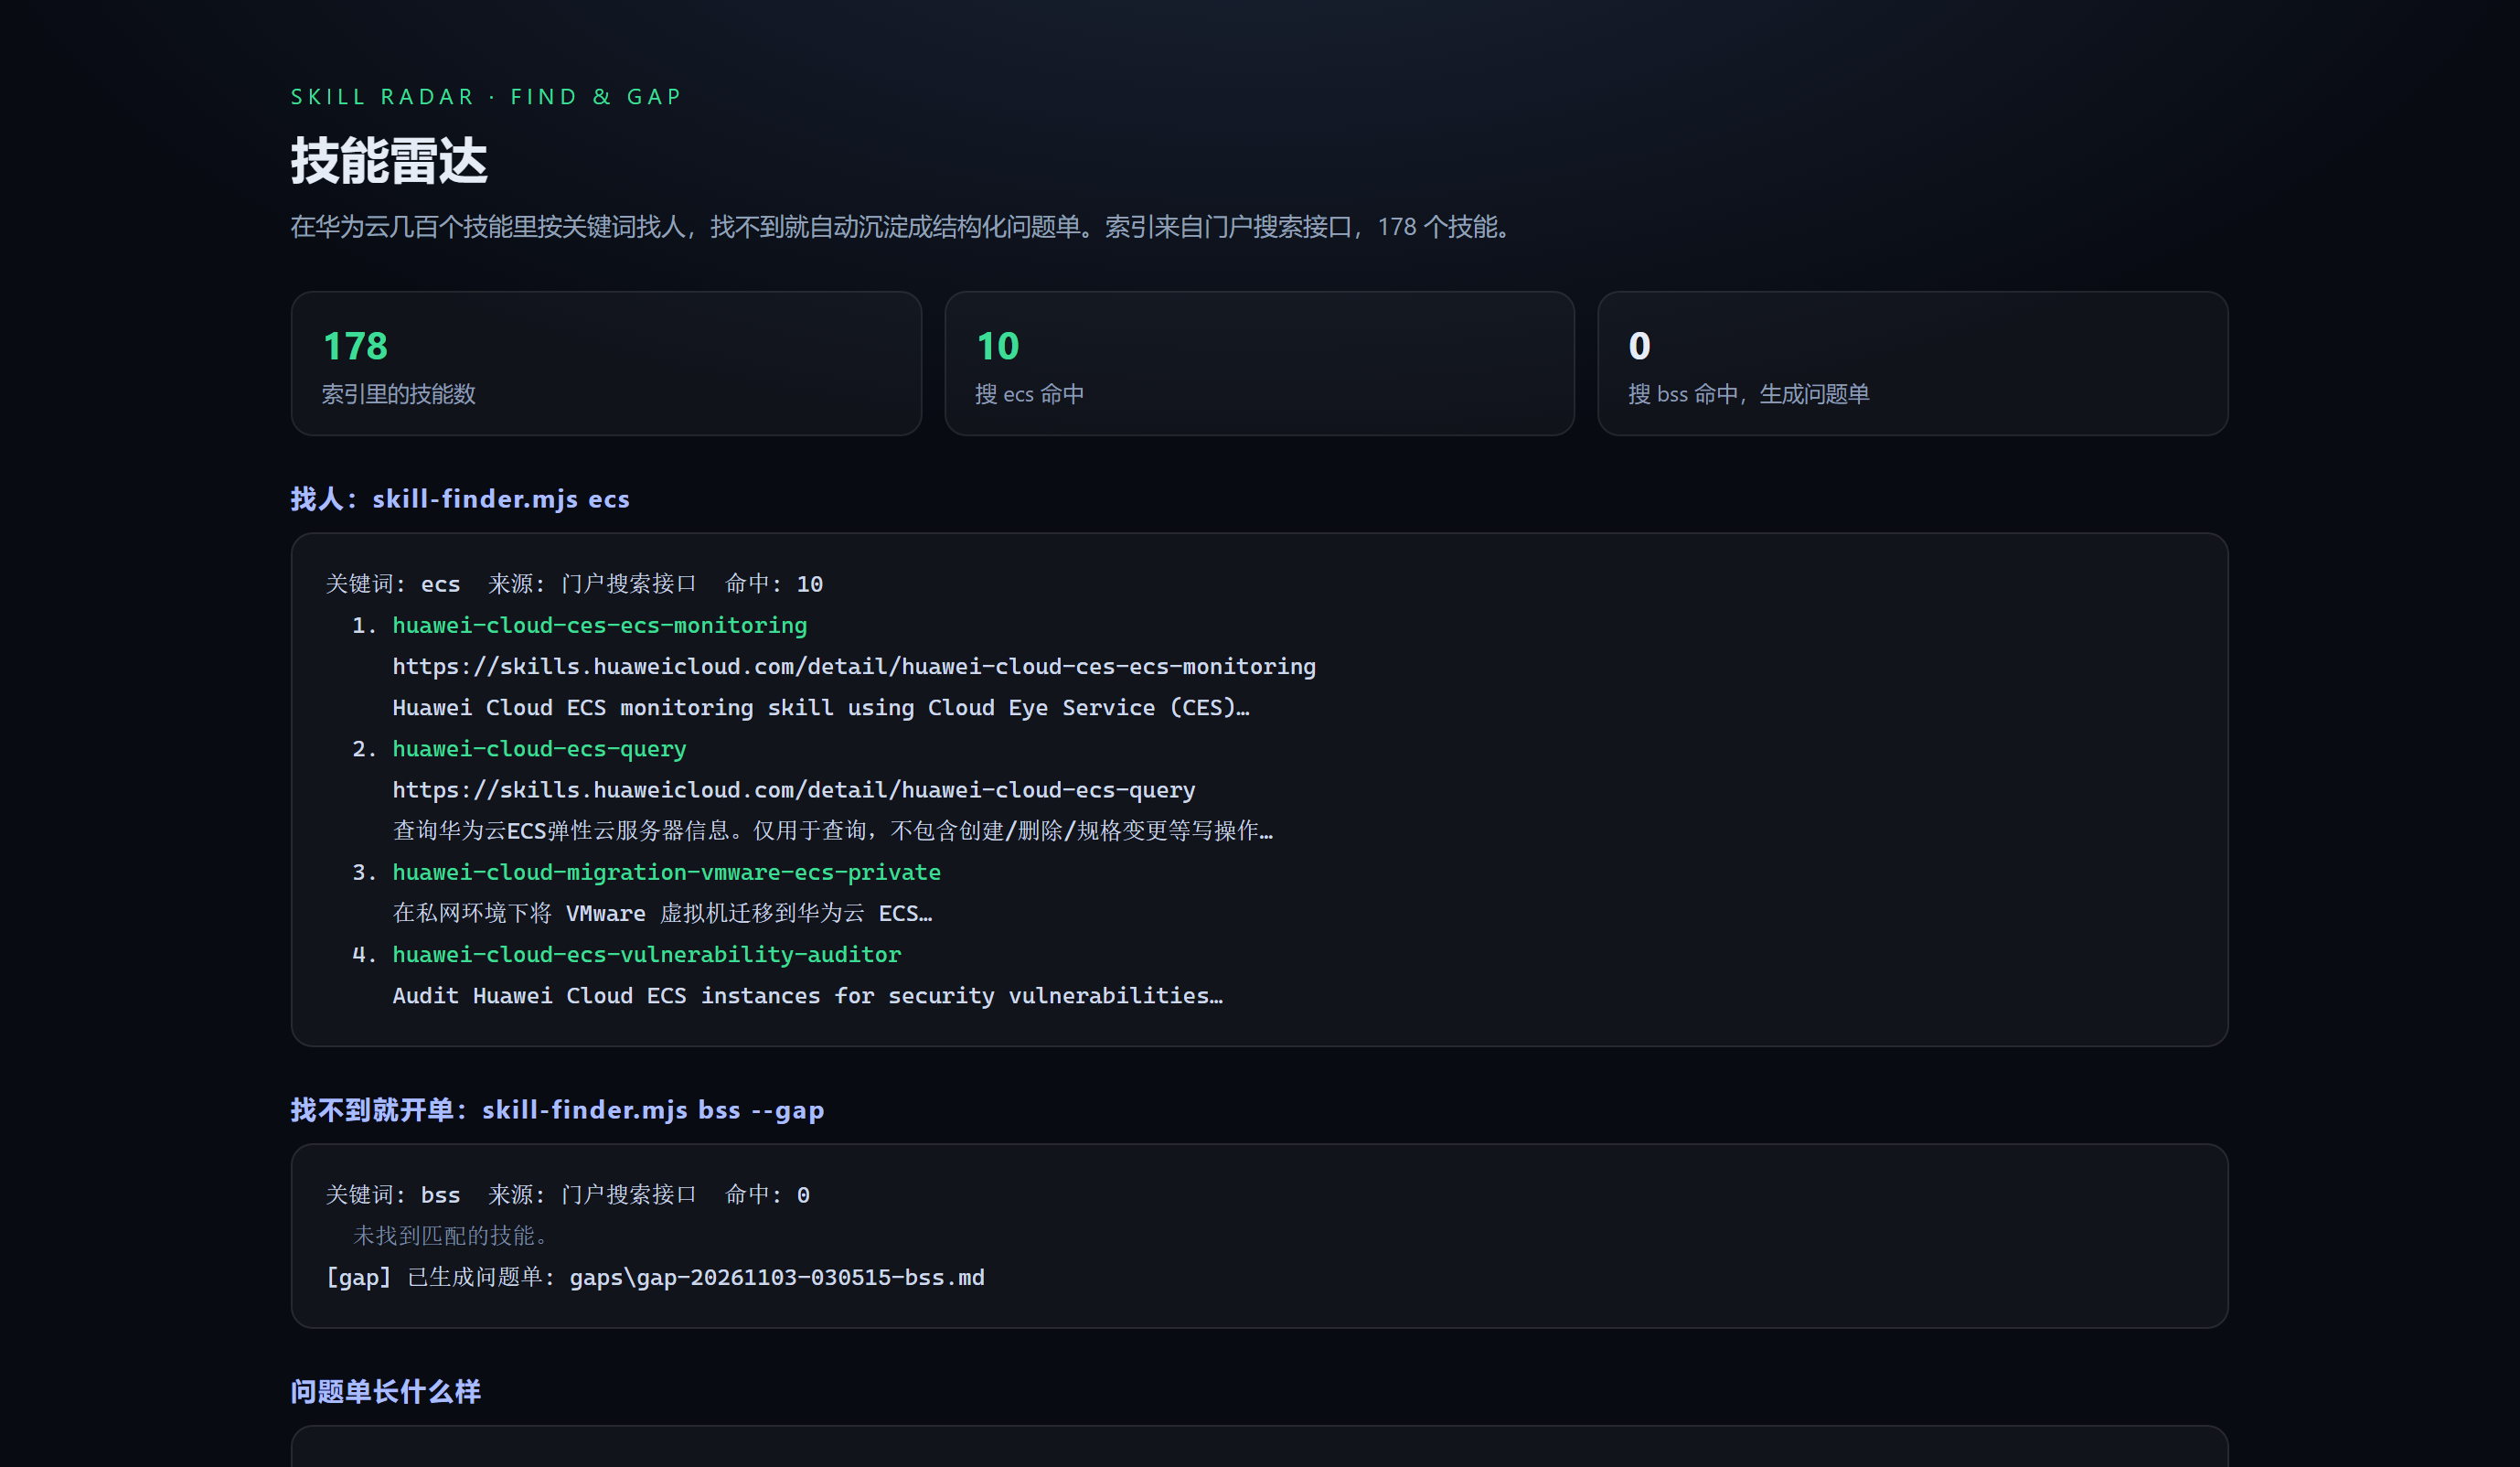 SKILL RADAR · FIND & GAP
技能雷达
在华为云几百个技能里按关键词找人，找不到就自动沉淀成结构化问题单。索引来自门户搜索接口，178 个技能。
178
索引里的技能数
10
搜 ecs 命中
0
搜 bss 命中，生成问题单
找人：skill-finder.mjs ecs
关键词: ecs 来源: 门户搜索接口 命中: 10
1. huawei-cloud-ces-ecs-monitoring
https://skills.huaweicloud.com/detail/huawei-cloud-ces-ecs-monitoring
Huawei Cloud ECS monitoring skill using Cloud Eye Service (CES)…
2. huawei-cloud-ecs-query
https://skills.huaweicloud.com/detail/huawei-cloud-ecs-query
查询华为云ECS弹性云服务器信息。仅用于查询，不包含创建/删除/规格变更等写操作…
3. huawei-cloud-migration-vmware-ecs-private
在私网环境下将 VMware 虚拟机迁移到华为云 ECS…
4. huawei-cloud-ecs-vulnerability-auditor
Audit Huawei Cloud ECS instances for security vulnerabilities…
找不到就开单：skill-finder.mjs bss --gap
关键词: bss 来源: 门户搜索接口 命中: 0
未找到匹配的技能。
[gap] 已生成问题单: gaps\gap-20261103-030515-bss.md
问题单长什么样